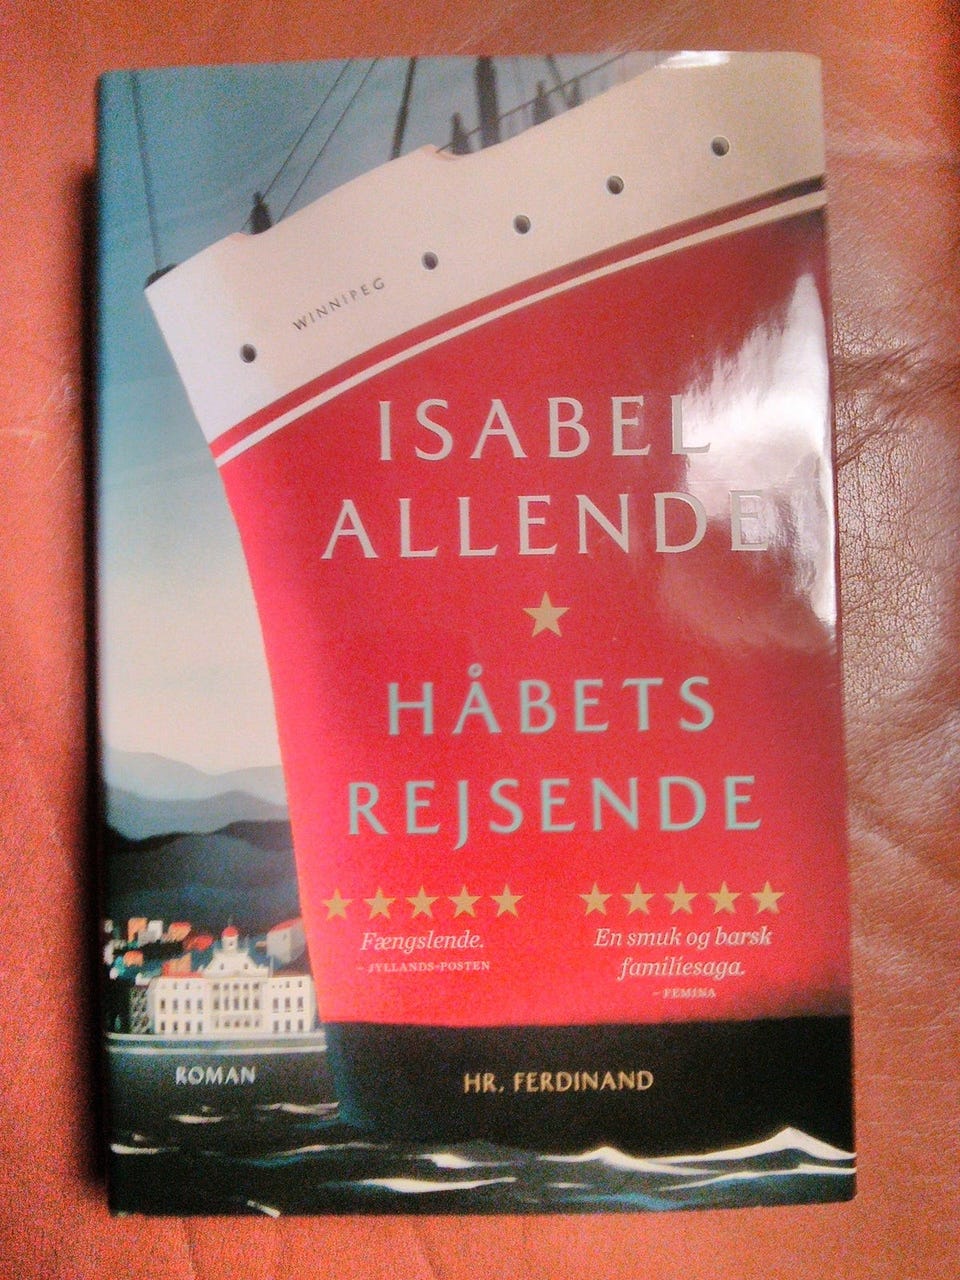 WINNIPEG
ISABEL
ALLENDE
HÅBETS
REJSENDE
Fængslende.
– JYLLANDS-POSTEN
En smuk og barsk
familiesaga.
– FEMINA
ROMAN
HR. FERDINAND